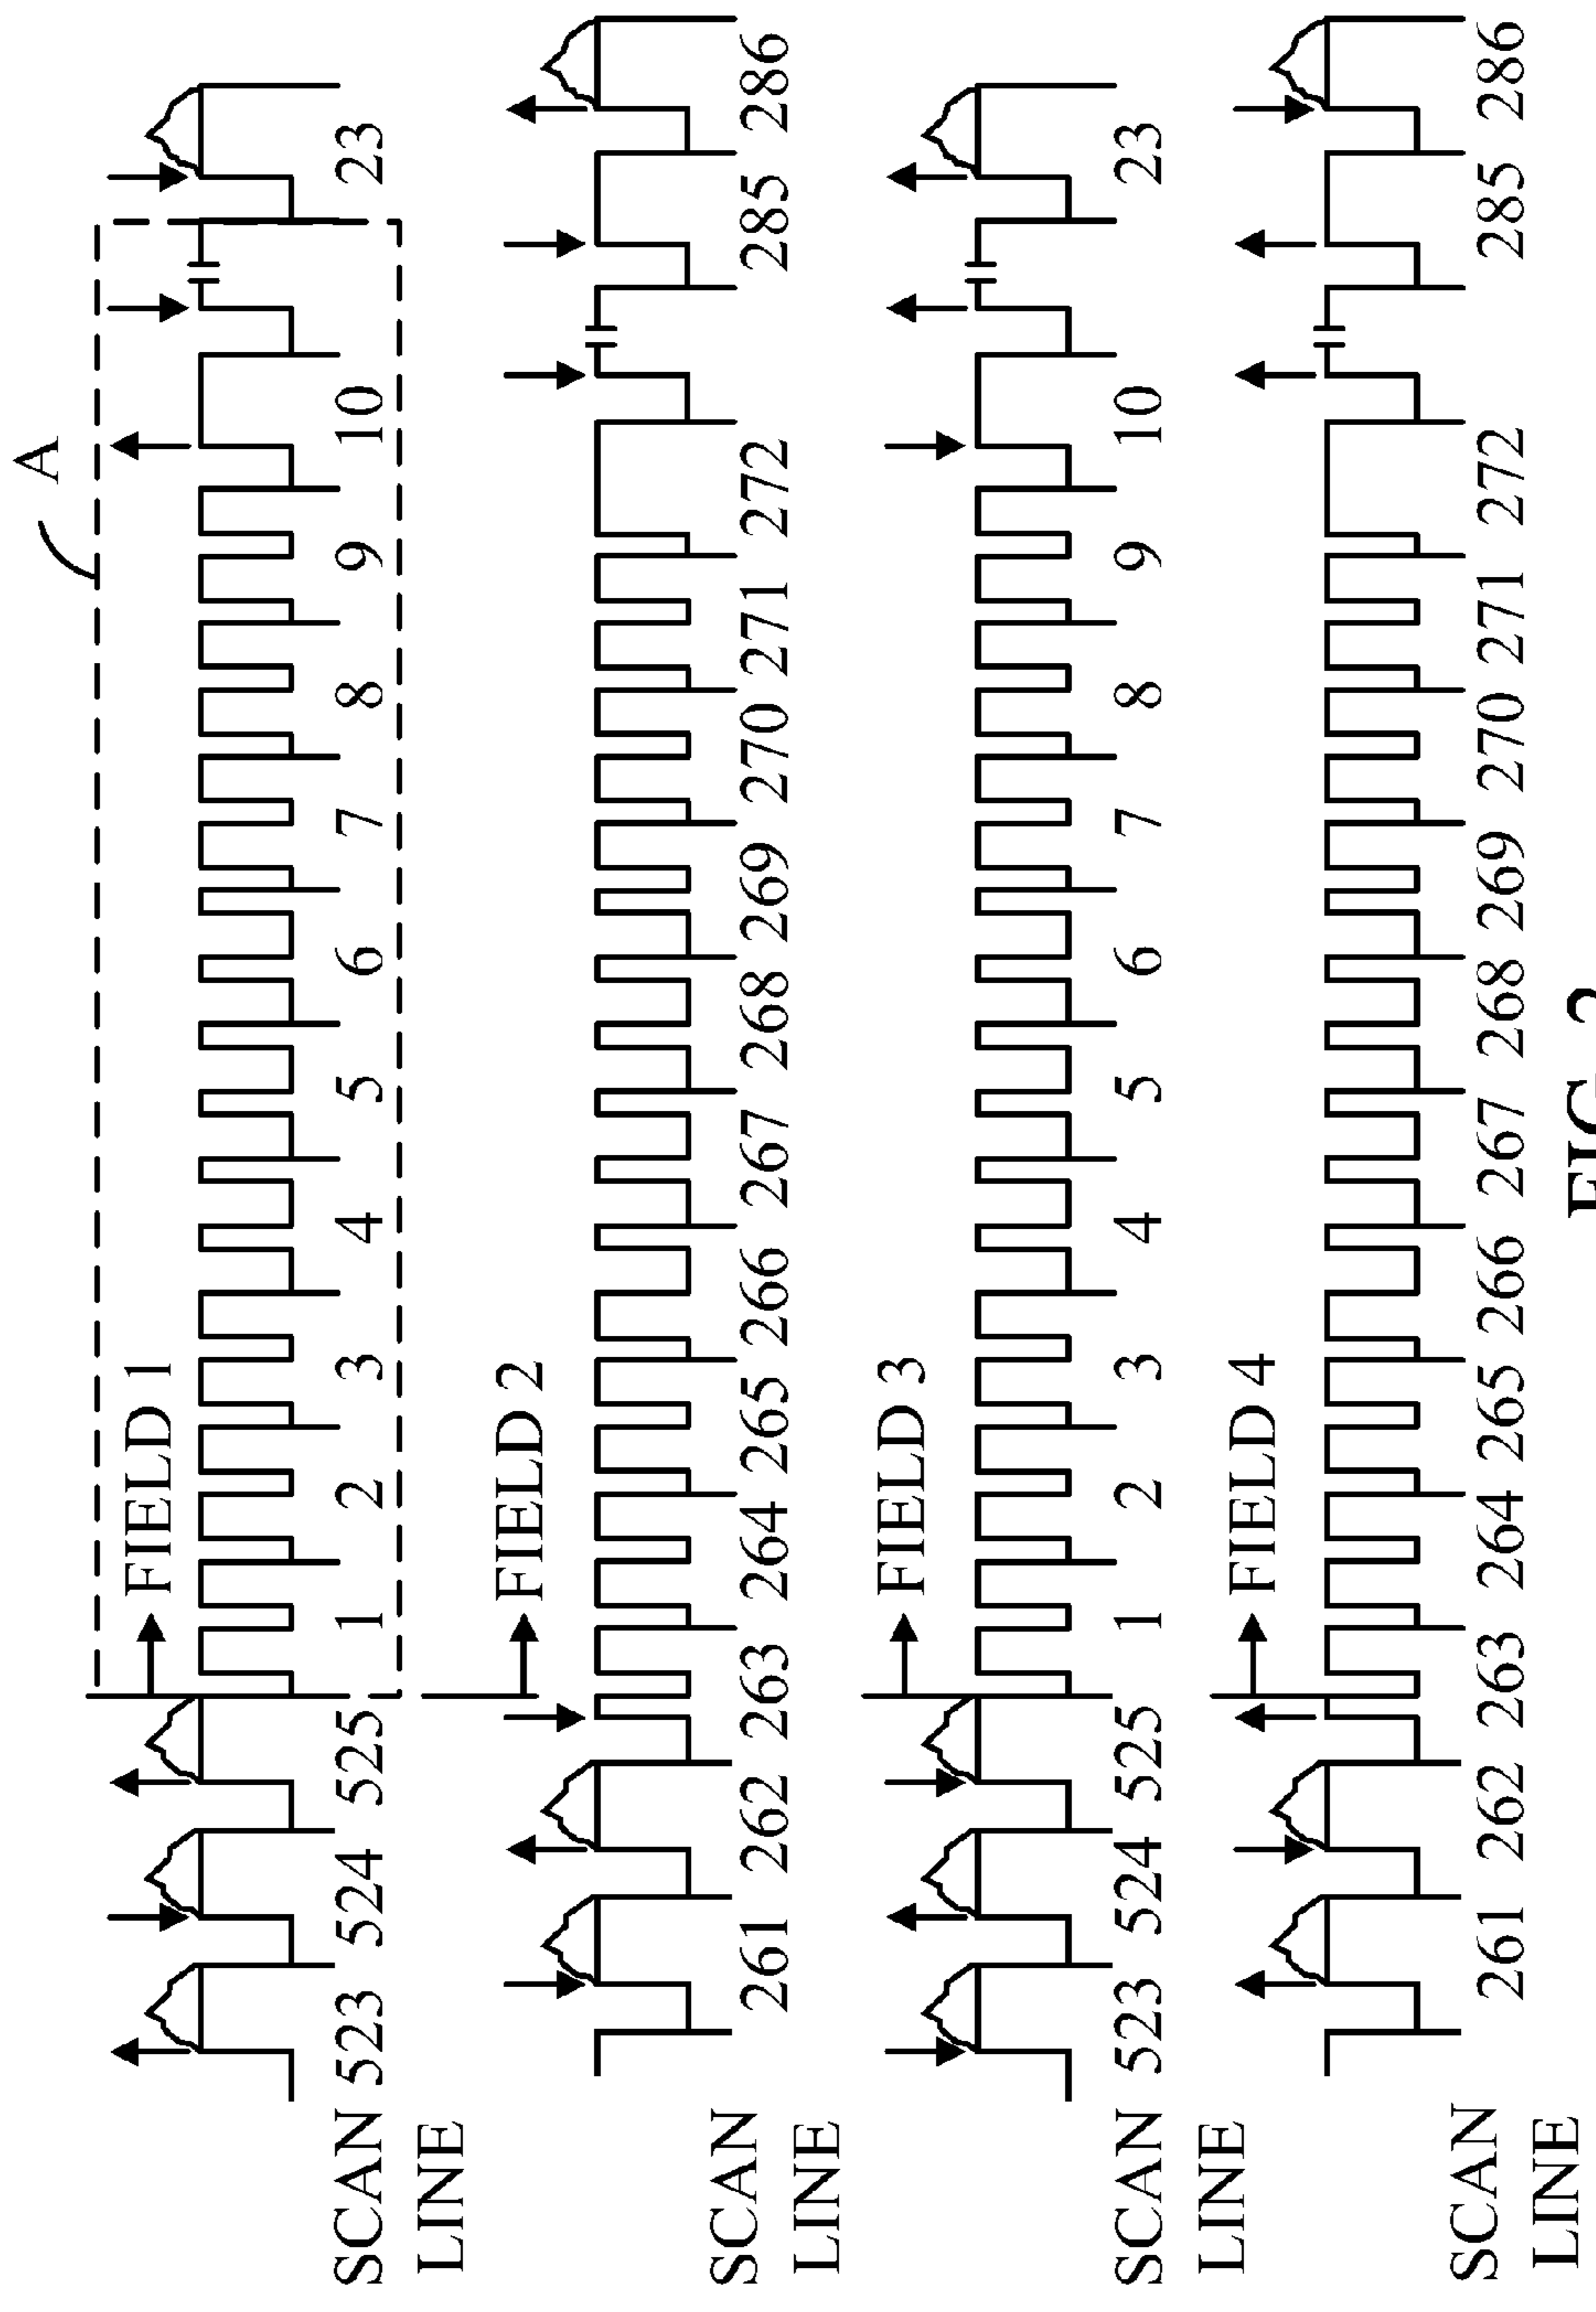 A
FIELD 1
SCAN LINE 523 524 525 1 2 3 4 5 6 7 8 9 10 23
FIELD 2
SCAN LINE 261 262 263 264 265 266 267 268 269 270 271 272 285 286
FIELD 3
SCAN LINE 523 524 525 1 2 3 4 5 6 7 8 9 10 23
FIELD 4
SCAN LINE 261 262 263 264 265 266 267 268 269 270 271 272 285 286